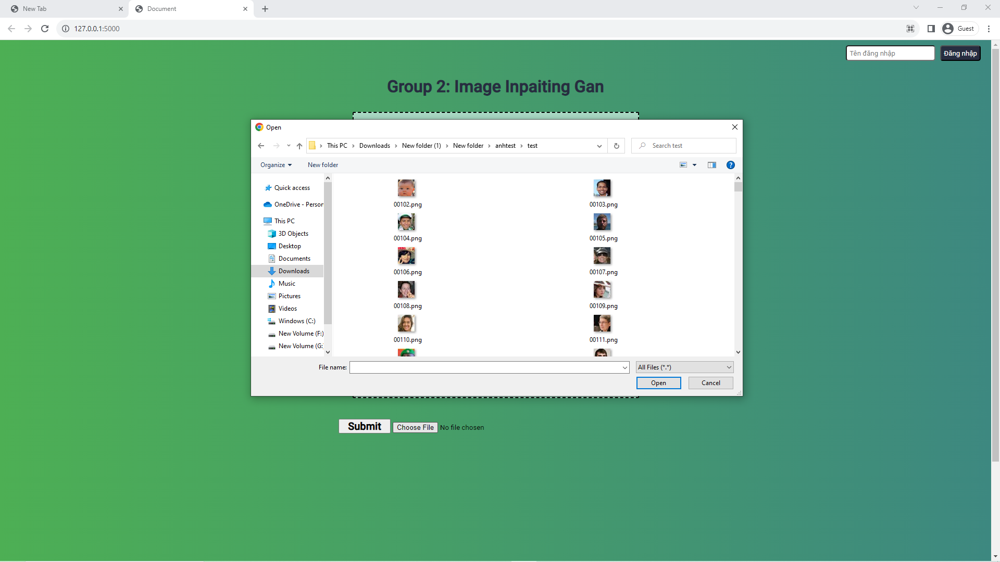 New Tab
Document
127.0.0.1:5000
Guest
Tên đăng nhập
Đăng nhập
Group 2: Image Inpaiting Gan
Open
This PC > Downloads > New folder (1) > New folder > anhtest > test
Search test
Organize
New folder
Quick access
OneDrive - Person
This PC
3D Objects
Desktop
Documents
Downloads
Music
Pictures
Videos
Windows (C:)
New Volume (F:)
New Volume (G:
00102.png
00103.png
00104.png
00105.png
00106.png
00107.png
00108.png
00109.png
00110.png
00111.png
File name:
All Files (*.*)
Open
Cancel
Submit
Choose File No file chosen